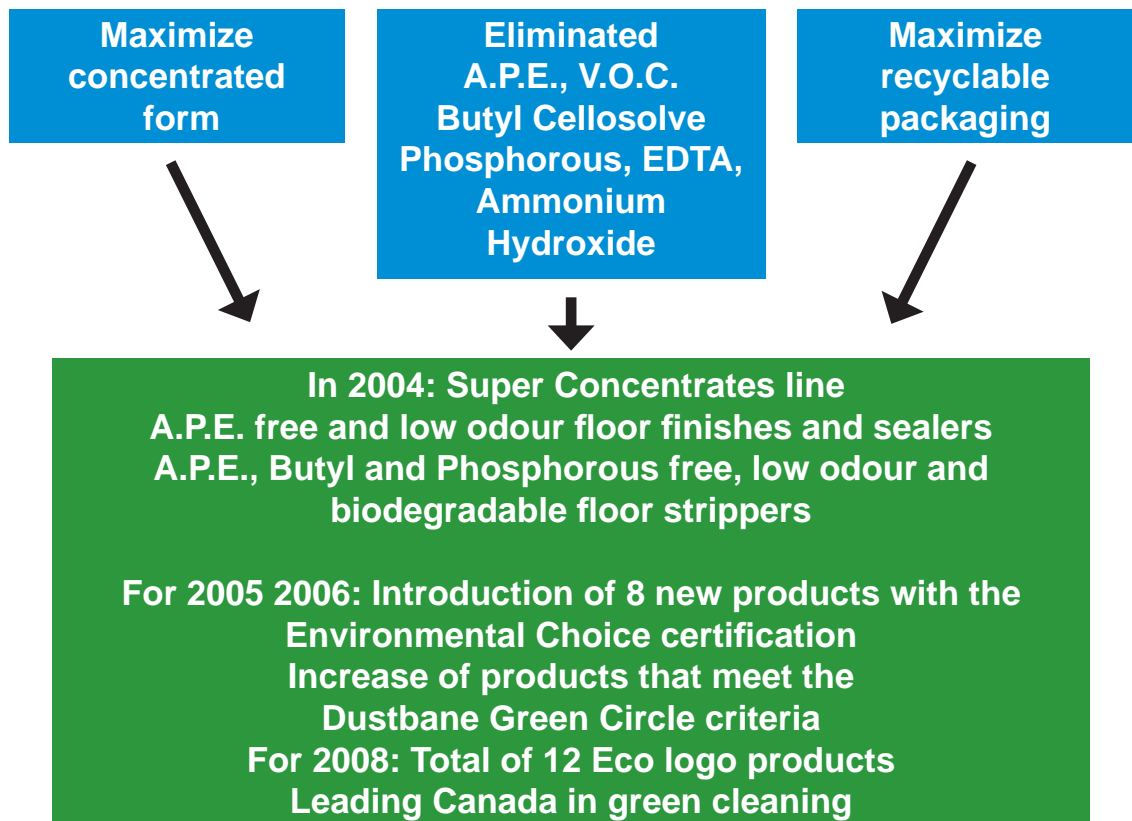 Maximize
concentrated
form
Eliminated
A.P.E., V.O.C.
Butyl Cellosolve
Phosphorous, EDTA,
Ammonium
Hydroxide
Maximize
recyclable
packaging
In 2004: Super Concentrates line
A.P.E. free and low odour floor finishes and sealers
A.P.E., Butyl and Phosphorous free, low odour and
biodegradable floor strippers
For 2005 2006: Introduction of 8 new products with the
Environmental Choice certification
Increase of products that meet the
Dustbane Green Circle criteria
For 2008: Total of 12 Eco logo products
Leading Canada in green cleaning